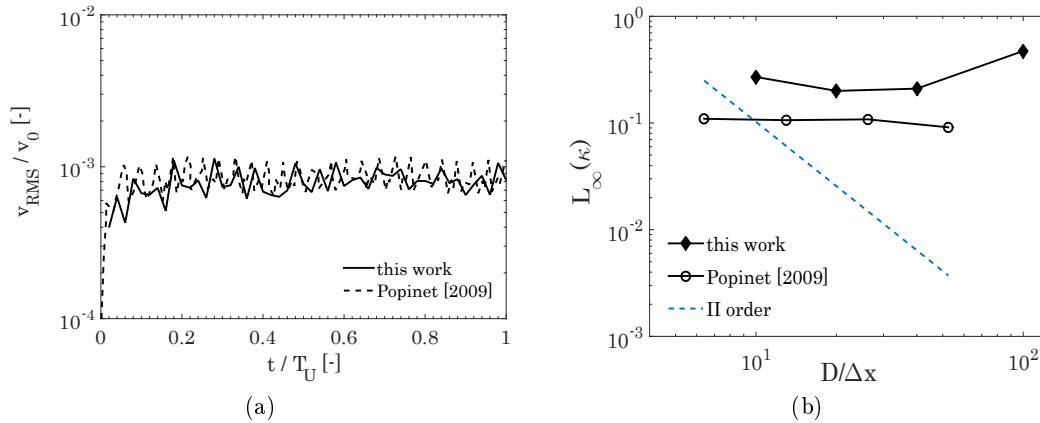 10^-2
10^-3
10^-4
v_RMS / v_0 [-]
0 0.2 0.4 0.6 0.8 1
t / T_U [-]
this work
Popinet [2009]
(a)
10^0
10^-1
10^-2
10^-3
L_∞(κ)
10^1 10^2
D/Δx
this work
Popinet [2009]
II order
(b)